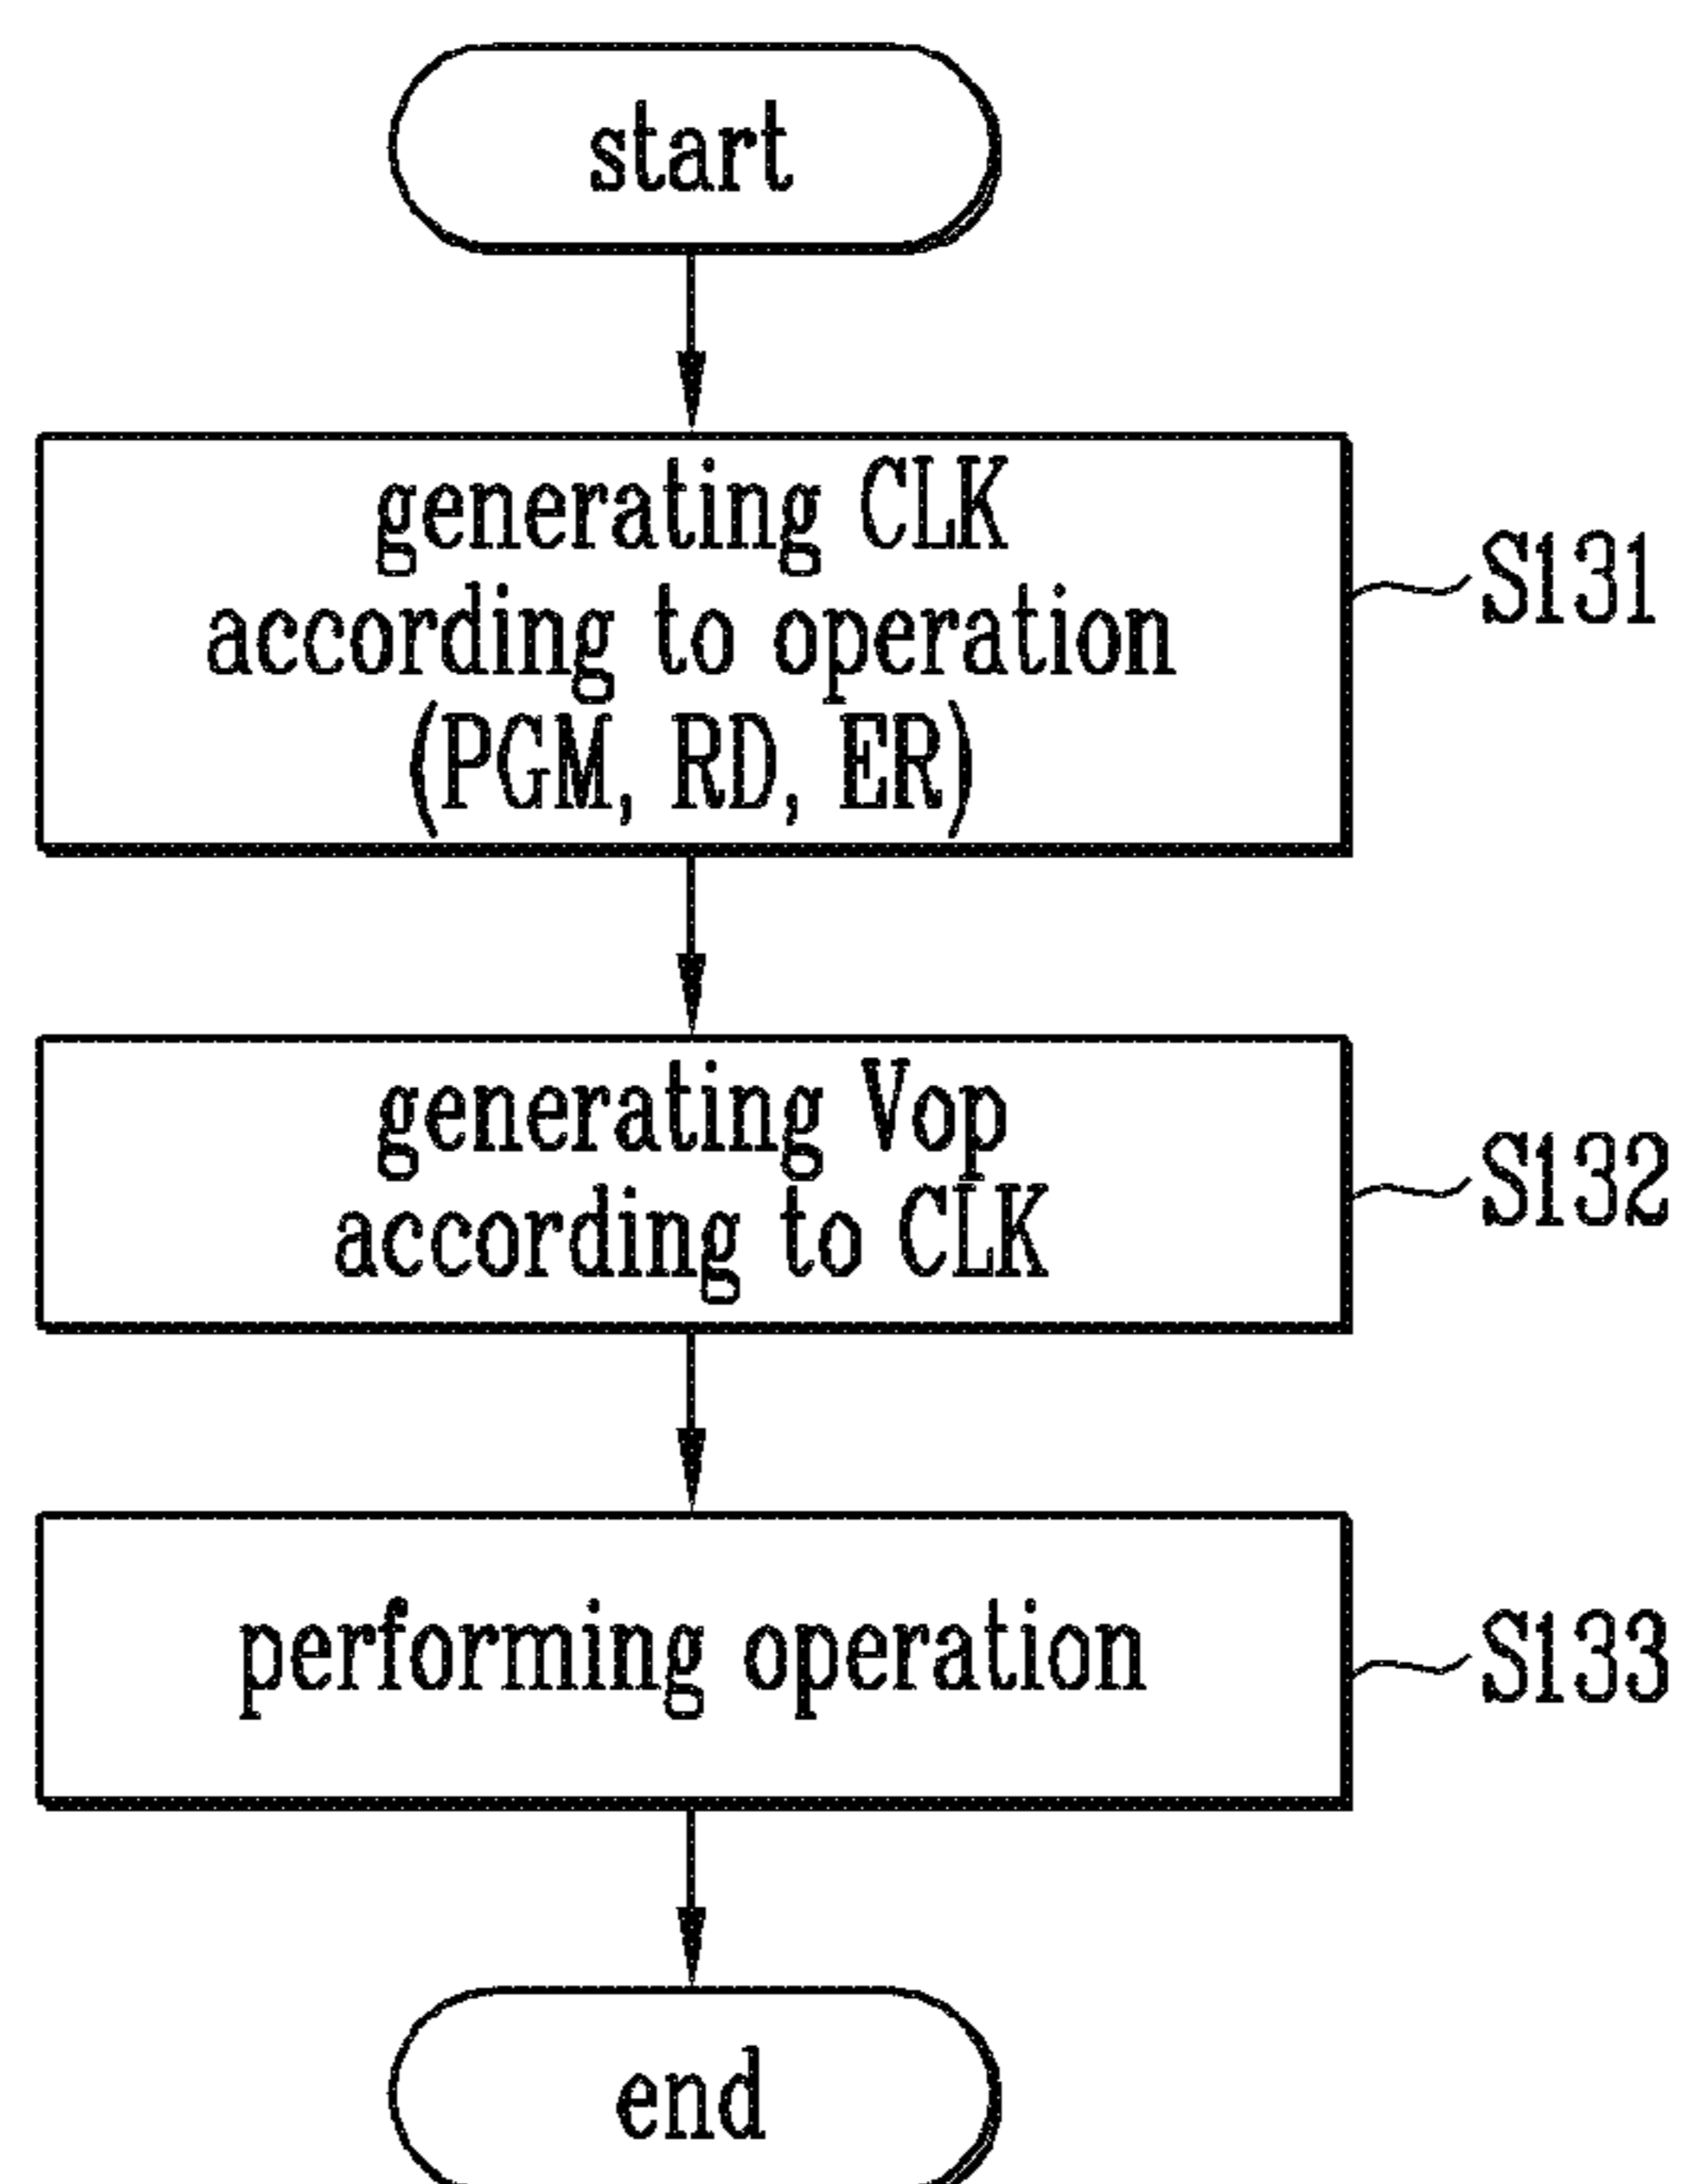 start
generating CLK
according to operation
(PGM, RD, ER)
S131
generating Vop
according to CLK
S132
performing operation
S133
end